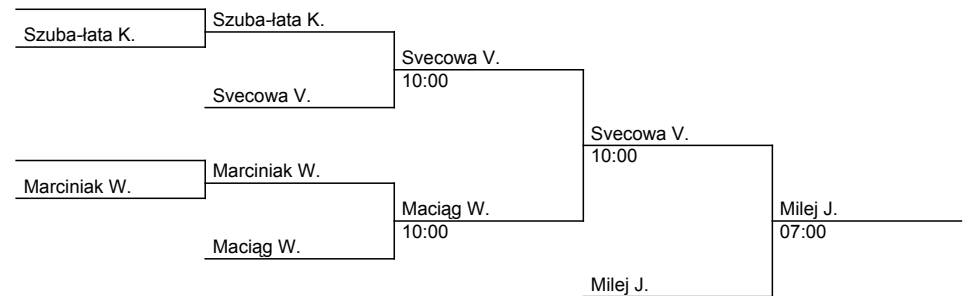 Szuba-łata K.
Szuba-łata K.
Svecowa V.
10:00
Svecowa V.
Svecowa V.
10:00
Marciniak W.
Marciniak W.
Maciąg W.
10:00
Milej J.
07:00
Maciąg W.
Milej J.